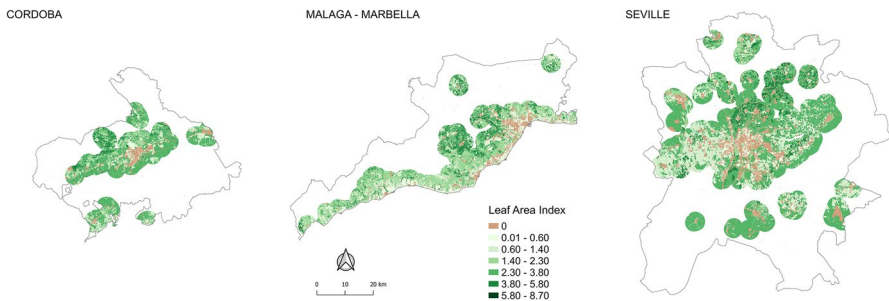 CORDOBA
MALAGA - MARBELLA
SEVILLE
Leaf Area Index
0
0.01 - 0.60
0.60 - 1.40
1.40 - 2.30
2.30 - 3.80
3.80 - 5.80
5.80 - 8.70
0 10 20 km